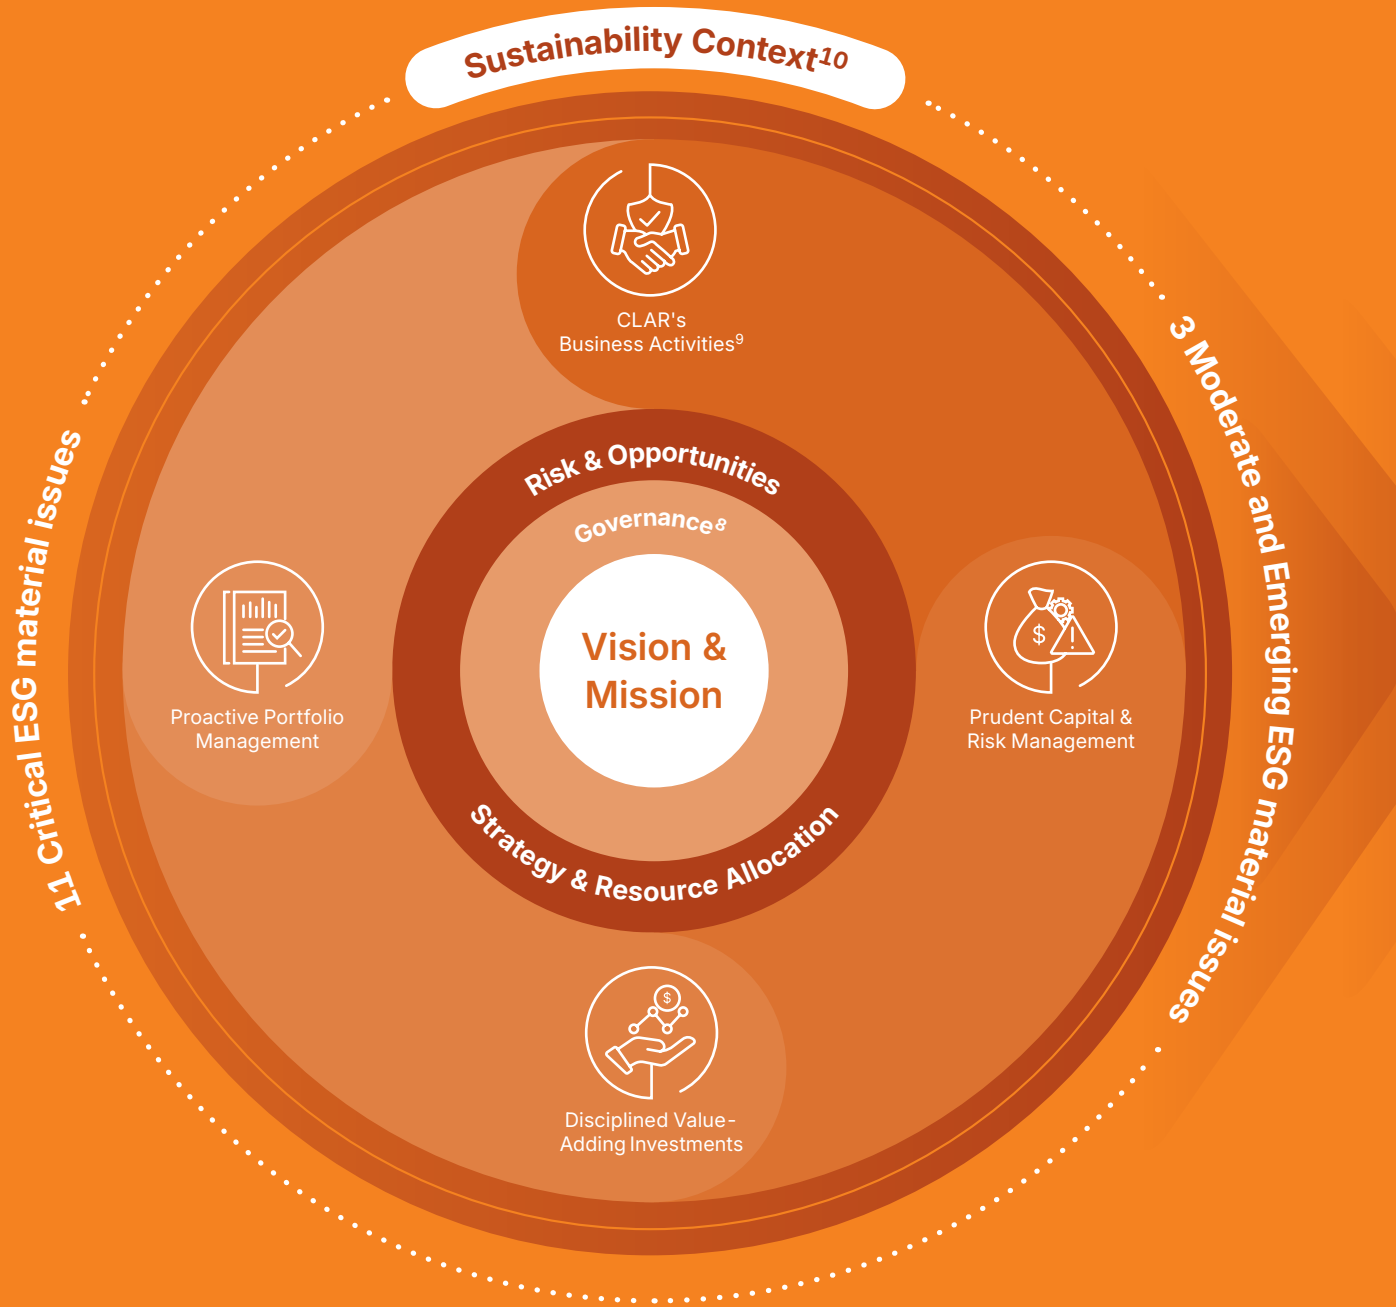 Sustainability Context10
CLAR's
Business Activities9
3 Moderate and Emerging ESG material issues
11 Critical ESG material issues
Risk & Opportunities
Governance8
Vision &
Mission
Strategy & Resource Allocation
Proactive Portfolio
Management
Prudent Capital &
Risk Management
$
$
Disciplined Value-
Adding Investments